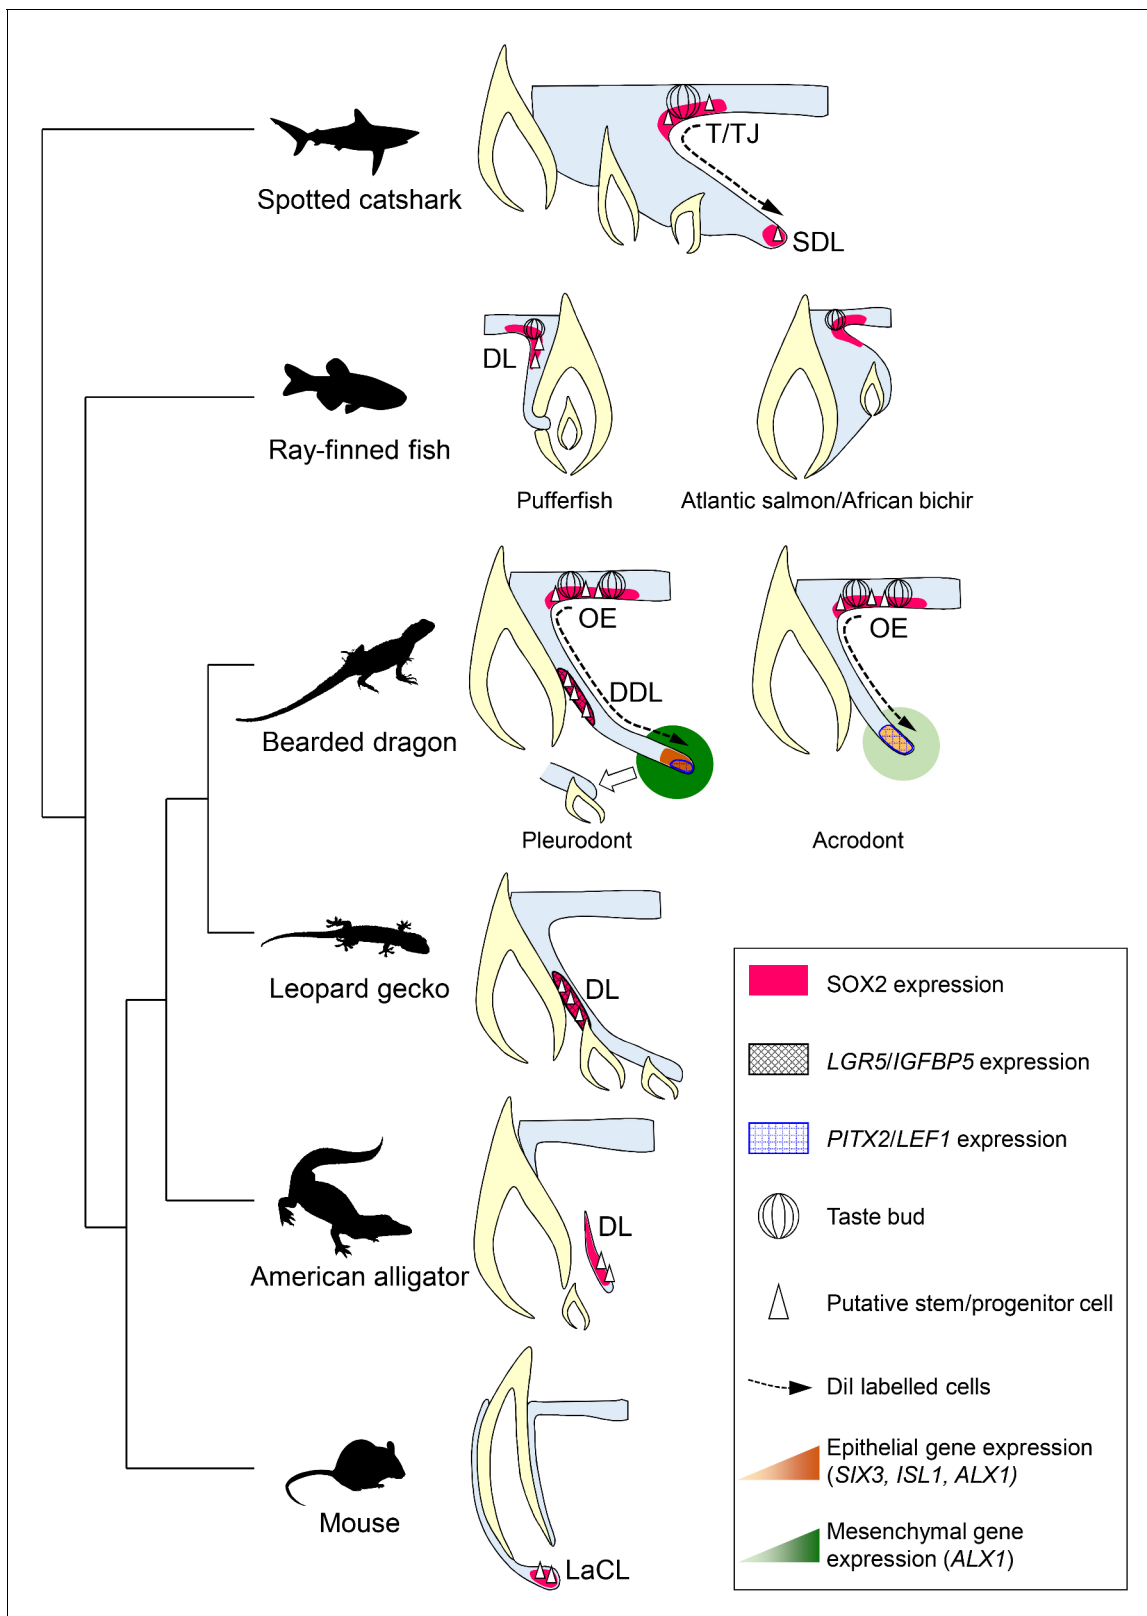 T/TJ
Spotted catshark
SDL
DL
Ray-finned fish
Pufferfish
Atlantic salmon/African bichir
OE
OE
DDL
Bearded dragon
Pleurodont
Acrodont
Leopard gecko
DL
DL
American alligator
Mouse
LaCL
SOX2 expression
LGR5/IGFBP5 expression
PITX2/LEF1 expression
Taste bud
Putative stem/progenitor cell
DiI labelled cells
Epithelial gene expression
(SIX3, ISL1, ALX1)
Mesenchymal gene
expression (ALX1)